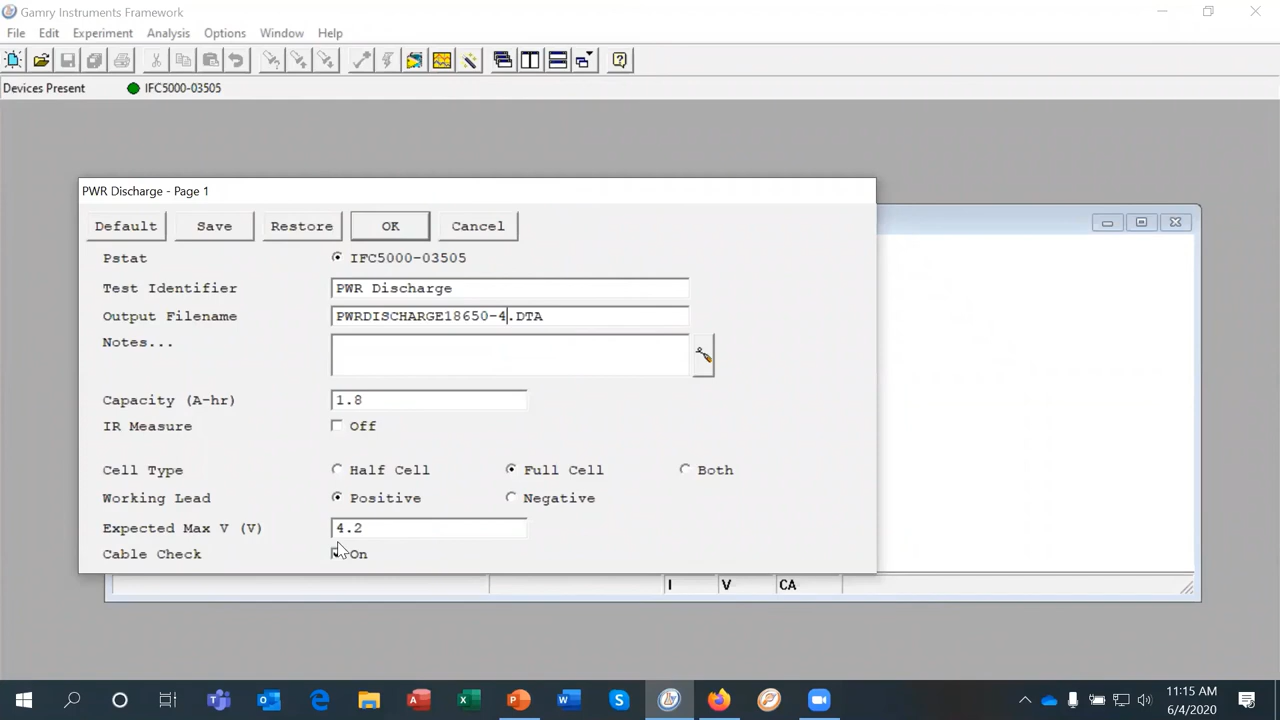 Gamry Instruments Framework
File Edit Experiment Analysis Options Window Help
Devices Present IFC5000-03505
PWR Discharge - Page 1
Default Save Restore OK Cancel
Pstat IFC5000-03505
Test Identifier PWR Discharge
Output Filename PWRDISCHARGE18650-4.DTA
Notes...
Capacity (A-hr) 1.8
IR Measure Off
Cell Type Half Cell Full Cell Both
Working Lead Positive Negative
Expected Max V (V) 4.2
Cable Check On
I V CA
11:15 AM
6/4/2020